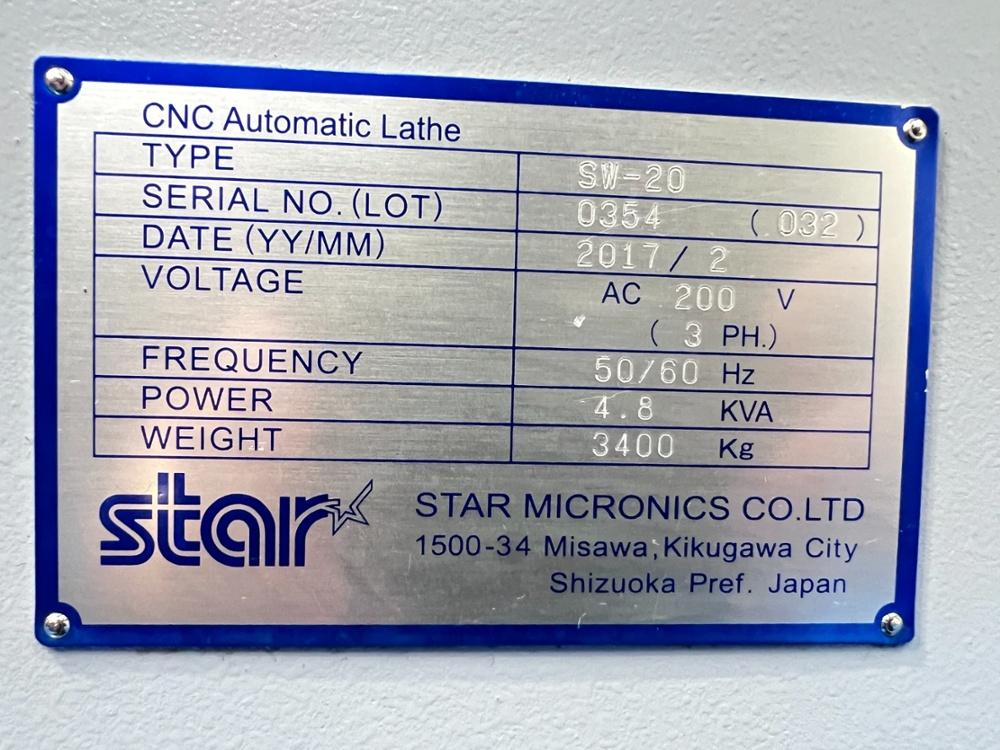 CNC Automatic Lathe
TYPE SW-20
SERIAL NO. (LOT) 0354 ( 032 )
DATE (YY/MM) 2017 / 2
VOLTAGE AC 200 V
( 3 PH.)
FREQUENCY 50/60 Hz
POWER 4.8 KVA
WEIGHT 3400 Kg
star STAR MICRONICS CO.LTD
1500-34 Misawa,Kikugawa City
Shizuoka Pref. Japan